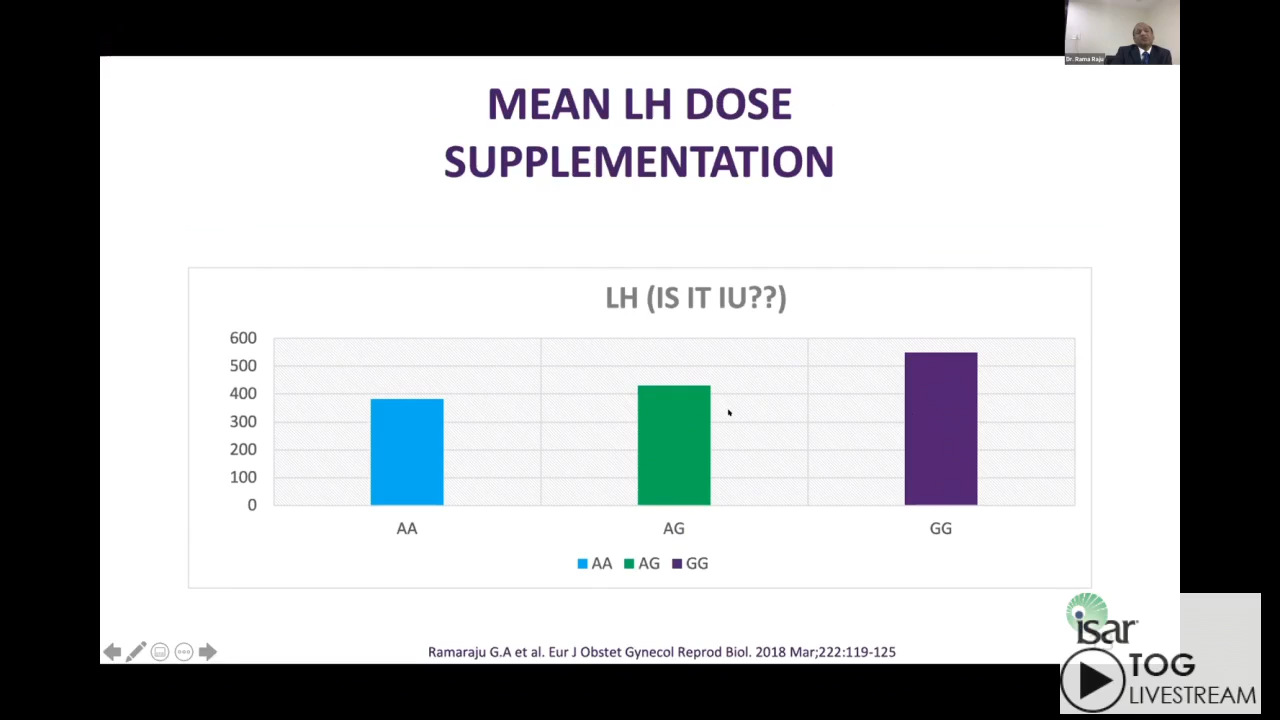 Dr. Rama Raju
MEAN LH DOSE
SUPPLEMENTATION
LH (IS IT IU??)
600
500
400
300
200
100
0
AA AG GG
AA AG GG
Ramaraju G.A et al. Eur J Obstet Gynecol Reprod Biol. 2018 Mar;222:119-125
isar
TOG
LIVESTREAM